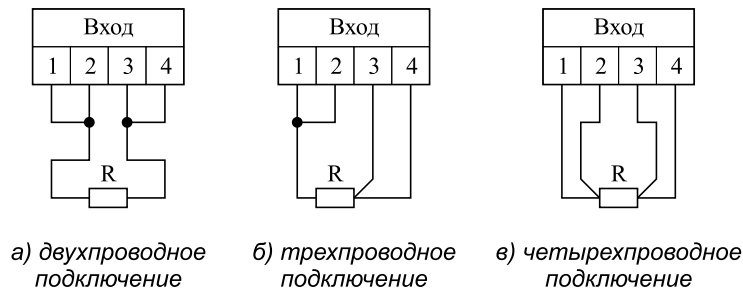 Вход
1 2 3 4
R
а) двухпроводное
подключение
Вход
1 2 3 4
R
б) трехпроводное
подключение
Вход
1 2 3 4
R
в) четырехпроводное
подключение